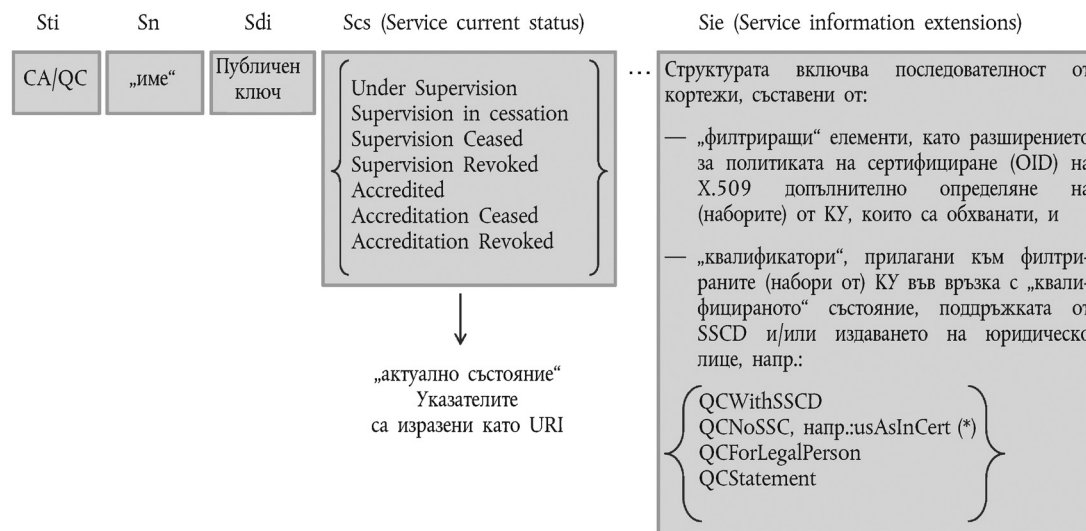 Sti
Sn
Sdi
Scs (Service current status)
Sie (Service information extensions)
CA/QC
„име“
Публичен
ключ
Under Supervision
Supervision in cessation
Supervision Ceased
Supervision Revoked
Accredited
Accreditation Ceased
Accreditation Revoked
„актуално състояние“
Указателите
са изразени като URI
...
Структурата включва последователност от
кортежи, съставени от:
— „филтриращи“ елементи, като разширението
за политиката на сертифициране (OID) на
X.509 допълнително определяне на
(наборите) от КУ, които са обхванати, и
— „квалификатори“, прилагани към филтри-
раните (набори от) КУ във връзка с „квали-
фицираното“ състояние, поддръжката от
SSCD и/или издаването на юридическо
лице, напр.:
QCWithSSCD
QCNoSSC, напр.:usAsInCert (*)
QCForLegalPerson
QCStatement